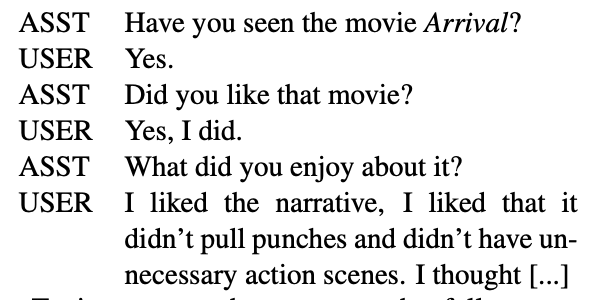 ASST Have you seen the movie Arrival?
USER Yes.
ASST Did you like that movie?
USER Yes, I did.
ASST What did you enjoy about it?
USER I liked the narrative, I liked that it
didn’t pull punches and didn’t have un-
necessary action scenes. I thought [...]